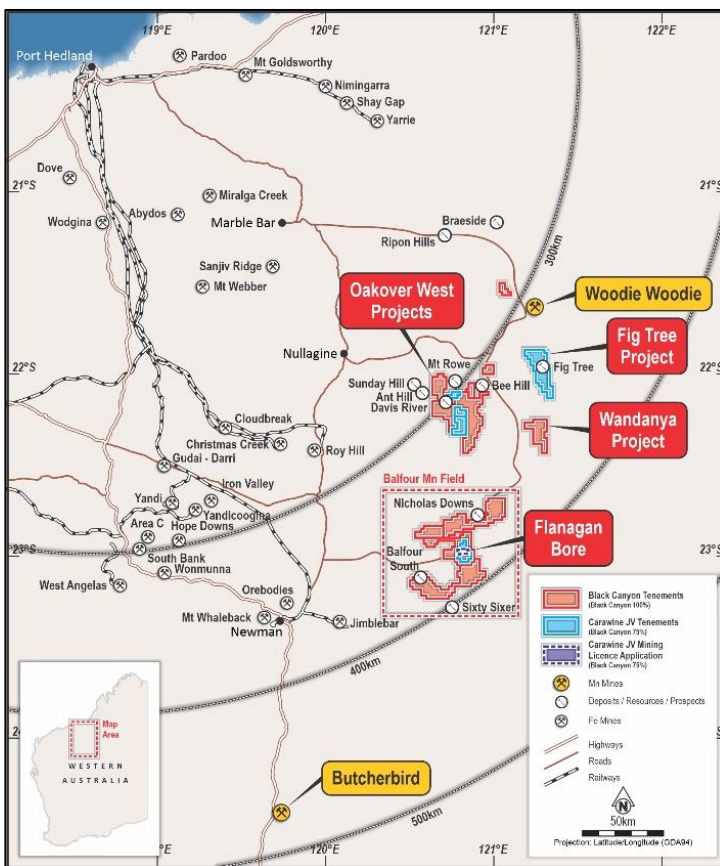 119°E
120°E
121°E
122°E
Port Hedland
Pardoo
Mt Goldsworthy
Nimingarra
Shay Gap
Yarrie
Dove
21°S
21°S
Miralga Creek
Wodgina
Abydos
Marble Bar
Braeside
Ripon Hills
300km
Sanjiv Ridge
Mt Webber
Oakover West
Projects
Woodie Woodie
Nullagine
Mt Rowe
Fig Tree
Project
22°S
22°S
Sunday Hill
Bee Hill
Fig Tree
Ant Hill
Davis River
Wandanya
Project
Cloudbreak
Christmas Creek
Roy Hill
Gudai - Darri
Iron Valley
Balfour Mn Field
Yandi
Yandicoogina
Nicholas Downs
Area C
Hope Downs
Flanagan
Bore
23°S
South Bank
Balfour
South
West Angelas
Wonmunna
Orebodies
Mt Whaleback
Sixty Sixer
Newman
Jimblebar
400km
Black Canyon Tenements
(Black Canyon 100%)
Carawine JV Tenements
(Black Canyon 75%)
Carawine JV Mining
Licence Application
(Black Canyon 75%)
Mn Mines
Deposits / Resources / Prospects
Fe Mines
Highways
Roads
Railways
N
50km
Projection: Latitude/Longitude (GDA94)
Map
Area
WESTERN
AUSTRALIA
Butcherbird
500km
119°E
120°E
121°E